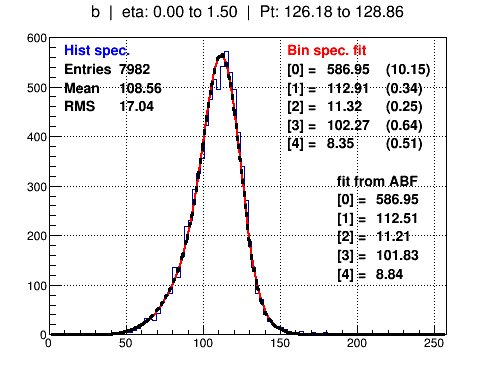 b | eta: 0.00 to 1.50 | Pt: 126.18 to 128.86
Hist spec.
Entries 7982
Mean 108.56
RMS 17.04
Bin spec. fit
[0] = 586.95 (10.15)
[1] = 112.91 (0.34)
[2] = 11.32 (0.25)
[3] = 102.27 (0.64)
[4] = 8.35 (0.51)
fit from ABF
[0] = 586.95
[1] = 112.51
[2] = 11.21
[3] = 101.83
[4] = 8.84
600
500
400
300
200
100
0
0 50 100 150 200 250